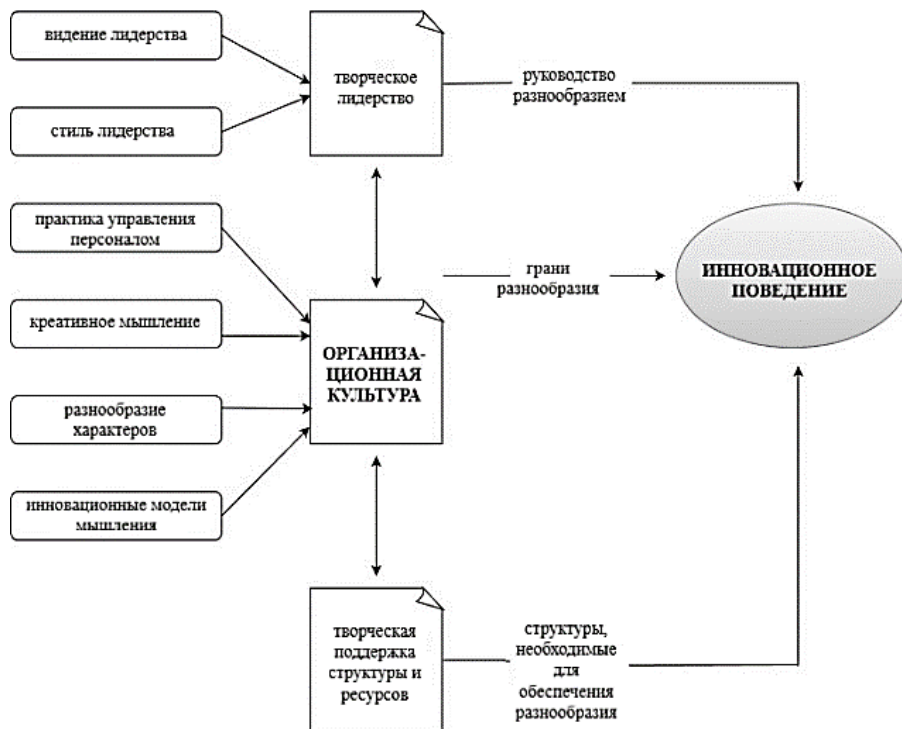 видение лидерства
стиль лидерства
творческое
лидерство
руководство
разнообразием
практика управления
персоналом
креативное мышление
разнообразие
характеров
инновационные модели
мышления
ОРГАНИЗА-
ЦИОННАЯ
КУЛЬТУРА
грани
разнообразия
ИННОВАЦИОННОЕ
ПОВЕДЕНИЕ
творческая
поддержка
структуры и
ресурсов
структуры,
необходимые
для
обеспечения
разнообразия